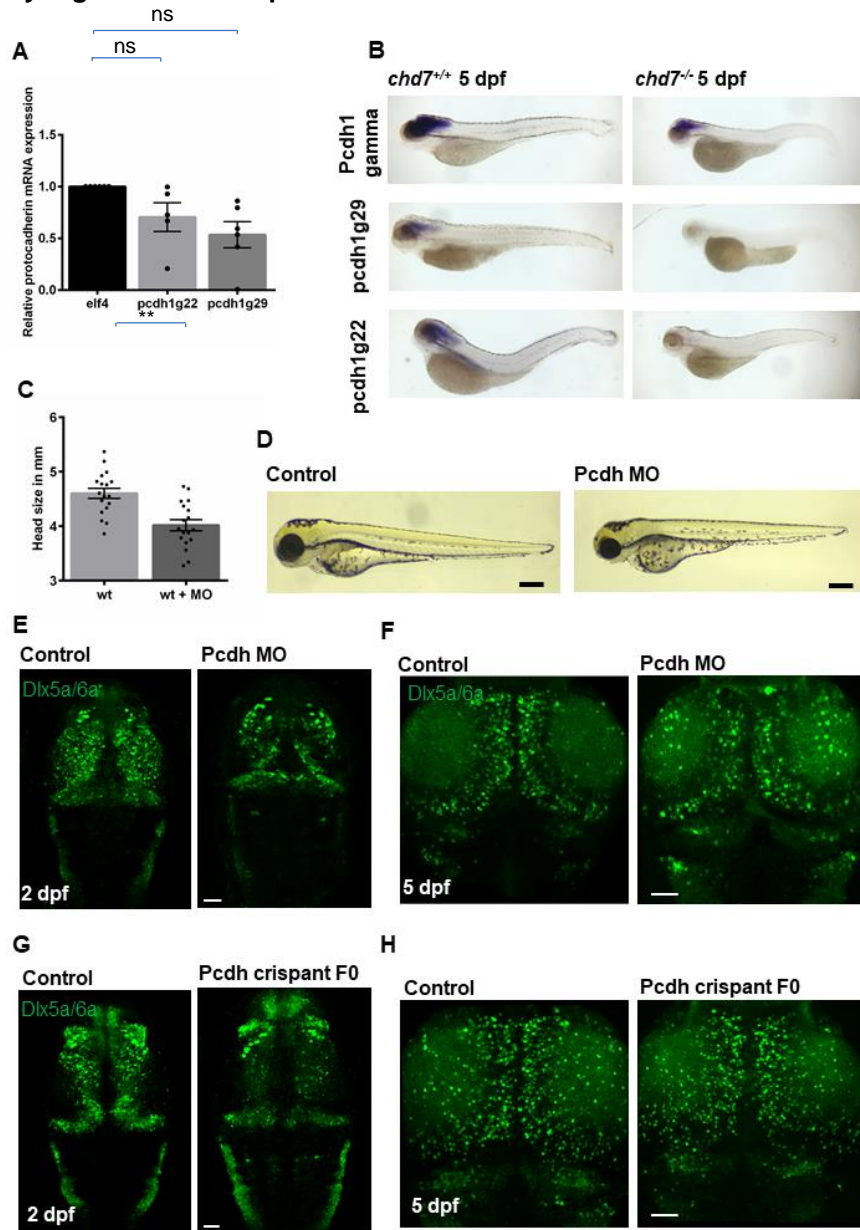 ns
ns
A
Relative protocadherin mRNA expression
1.5
1.0
0.5
0.0
elf4 pcdh1g22 pcdh1g29
**
B
chd7+/+ 5 dpf chd7-/- 5 dpf
Pcdh1
gamma
pcdh1g29
pcdh1g22
C
Head size in mm
6
5
4
3
wt wt + MO
D
Control Pcdh MO
E
Control Pcdh MO
Dlx5a/6a
2 dpf
F
Control Pcdh MO
Dlx5a/6a
5 dpf
G
Control Pcdh crispant F0
Dlx5a/6a
2 dpf
H
Control Pcdh crispant F0
5 dpf